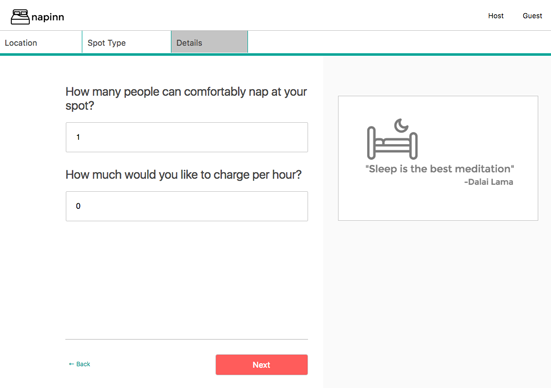 napinn
Host
Guest
Location
Spot Type
Details
How many people can comfortably nap at your
spot?
1
How much would you like to charge per hour?
0
"Sleep is the best meditation"
-Dalai Lama
← Back
Next